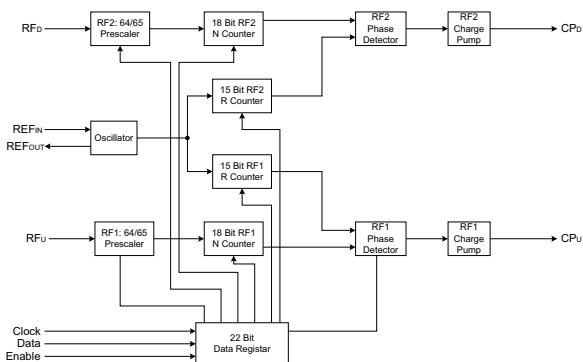 RFD
RF2: 64/65
Prescaler
18 Bit RF2
N Counter
RF2
Phase
Detector
RF2
Charge
Pump
CPD
15 Bit RF2
R Counter
REFIN
REFOUT
Oscillator
15 Bit RF1
R Counter
RFU
RF1: 64/65
Prescaler
18 Bit RF1
N Counter
RF1
Phase
Detector
RF1
Charge
Pump
CPU
Clock
Data
Enable
22 Bit
Data Registar